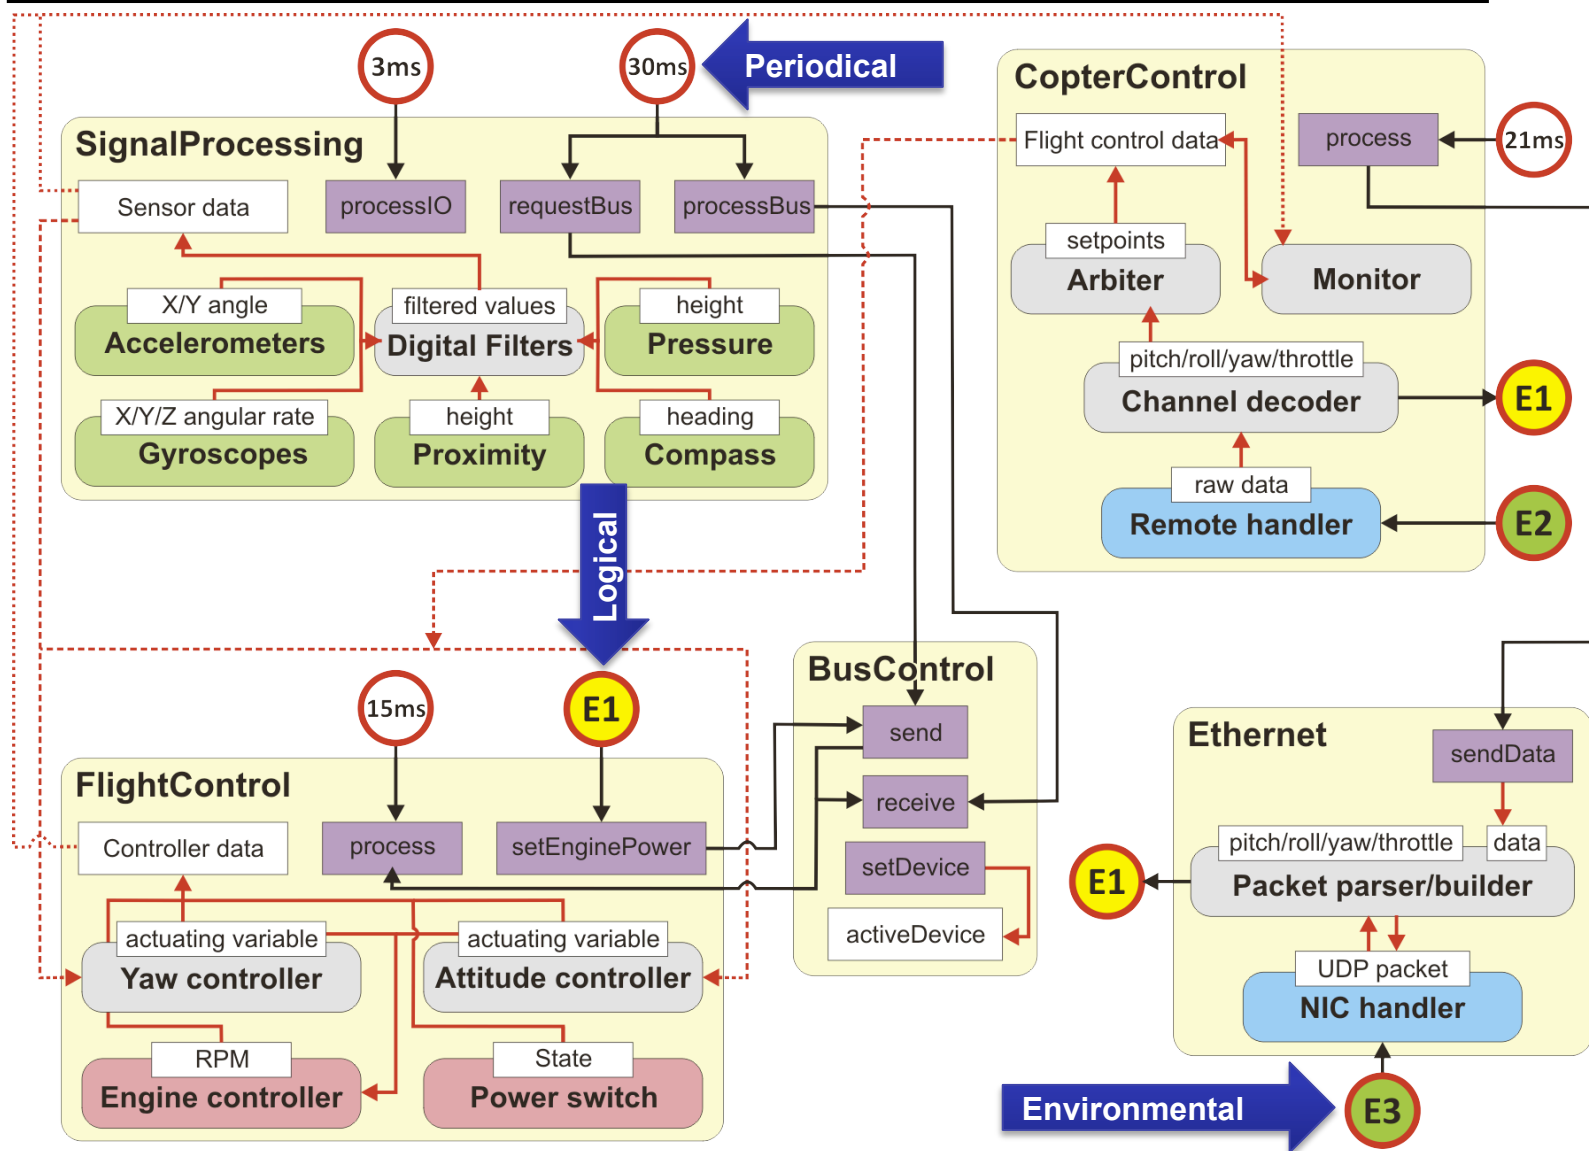 3ms
30ms
Periodical
SignalProcessing
Sensor data
processIO
requestBus
processBus
X/Y angle
Accelerometers
filtered values
Digital Filters
height
Pressure
X/Y/Z angular rate
Gyroscopes
height
Proximity
heading
Compass
CopterControl
Flight control data
process
21ms
setpoints
Arbiter
Monitor
pitch/roll/yaw/throttle
Channel decoder
E1
raw data
Remote handler
E2
Logical
15ms
E1
FlightControl
Controller data
process
setEnginePower
actuating variable
Yaw controller
actuating variable
Attitude controller
RPM
Engine controller
State
Power switch
BusControl
send
receive
setDevice
activeDevice
Ethernet
sendData
pitch/roll/yaw/throttle
data
E1
Packet parser/builder
UDP packet
NIC handler
Environmental
E3